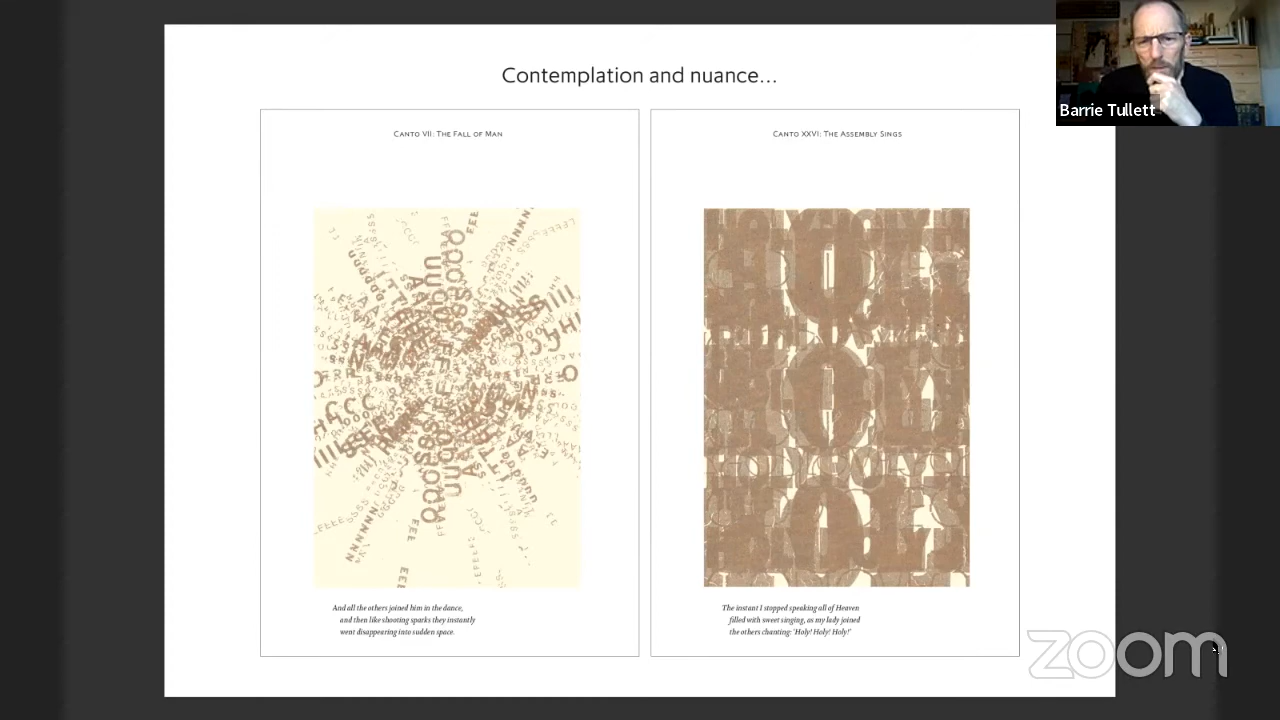 Contemplation and nuance...
Barrie Tullett
Canto VII: The Fall of Man
Canto XXVI: The Assembly Sings
HOLY
HOLY
HOLY
And all the others joined him in the dance,
and then like shooting sparks they instantly
went disappearing into sudden space.
The instant I stopped speaking all of Heaven
filled with sweet singing, as my lady joined
the others chanting: 'Holy! Holy! Holy!'
zoom